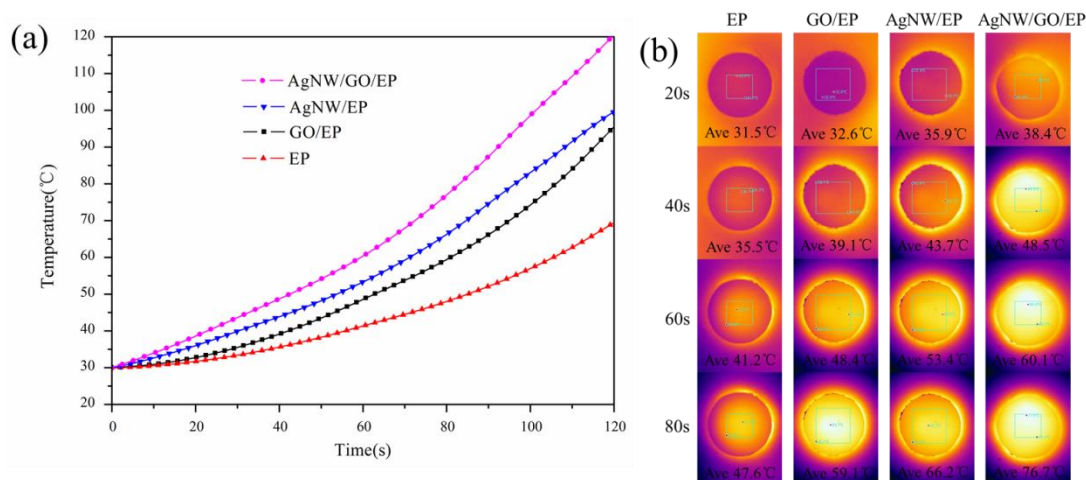 (a)
120
110
100
90
80
70
60
50
40
30
20
Temperature(℃)
AgNW/GO/EP
AgNW/EP
GO/EP
EP
0 20 40 60 80 100 120
Time(s)
(b)
EP GO/EP AgNW/EP AgNW/GO/EP
20s
Ave 31.5℃ Ave 32.6℃ Ave 35.9℃ Ave 38.4℃
40s
Ave 35.5℃ Ave 39.1℃ Ave 43.7℃ Ave 48.5℃
60s
Ave 41.2℃ Ave 48.4℃ Ave 53.4℃ Ave 60.1℃
80s
Ave 47.6℃ Ave 59.1℃ Ave 66.2℃ Ave 76.7℃